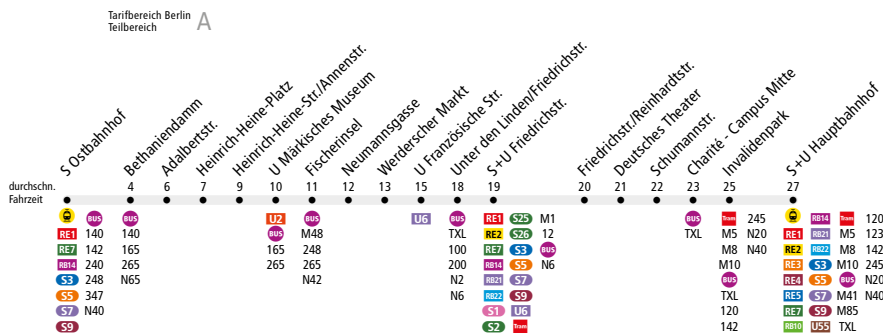 Tarifbereich Berlin
Teilbereich
A
S Ostbahnhof
Bethaniendamm
Adalbertstr.
Heinrich-Heine-Platz
Heinrich-Heine-Str./Annenstr.
U Märkisches Museum
Fischerinsel
Neumannsgasse
Werderscher Markt
U Französische Str.
Unter den Linden/Friedrichstr.
S+U Friedrichstr.
Friedrichstr./Reinhardtstr.
Deutsches Theater
Schumannstr.
Charité - Campus Mitte
Invalidenpark
S+U Hauptbahnhof
durchschn. 4 6 7 9 10 11 12 13 15 18 19 20 21 22 23 25 27
Fahrzeit
BUS BUS U2 BUS U6 BUS RE1 S25 M1 BUS Tram 245 RB14 Tram 120
RE1 140 140 BUS M48 TXL RE2 S26 12 TXL M5 N20 RE1 RB21 M5 123
RE7 142 165 165 248 100 RE7 S3 BUS M8 N40 RE2 RB22 M8 142
RB14 240 265 265 265 200 RB14 S5 N6 M10 RE3 S3 M10 245
S3 248 N65 N42 N2 RB21 S7 BUS RE4 S5 BUS N20
S5 347 N6 RB22 S9 TXL RE5 S7 M41 N40
S7 N40 S1 U6 120 RE7 S9 M85
S9 S2 Tram 142 RB10 U55 TXL